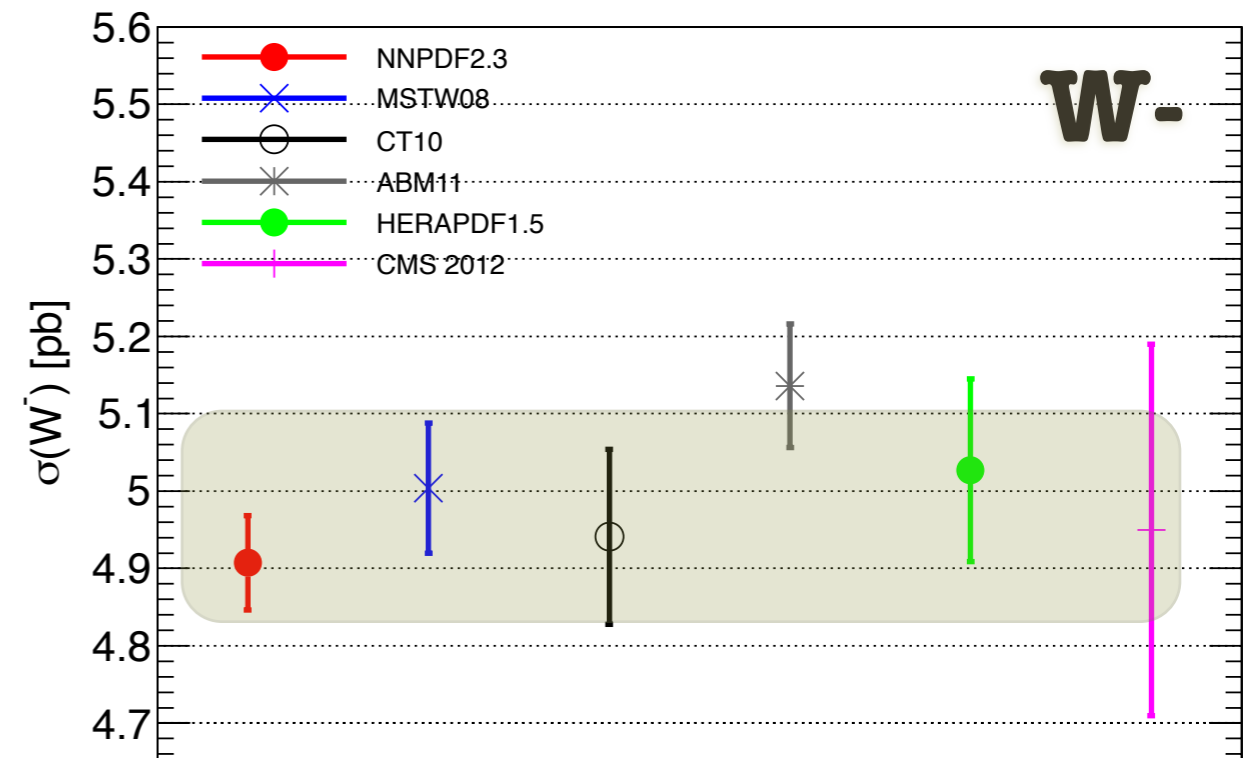 5.6
5.5
5.4
5.3
5.2
5.1
5
4.9
4.8
4.7
σ(W⁻) [pb]
NNPDF2.3
MSTW08
CT10
ABM11
HERAPDF1.5
CMS 2012
W-